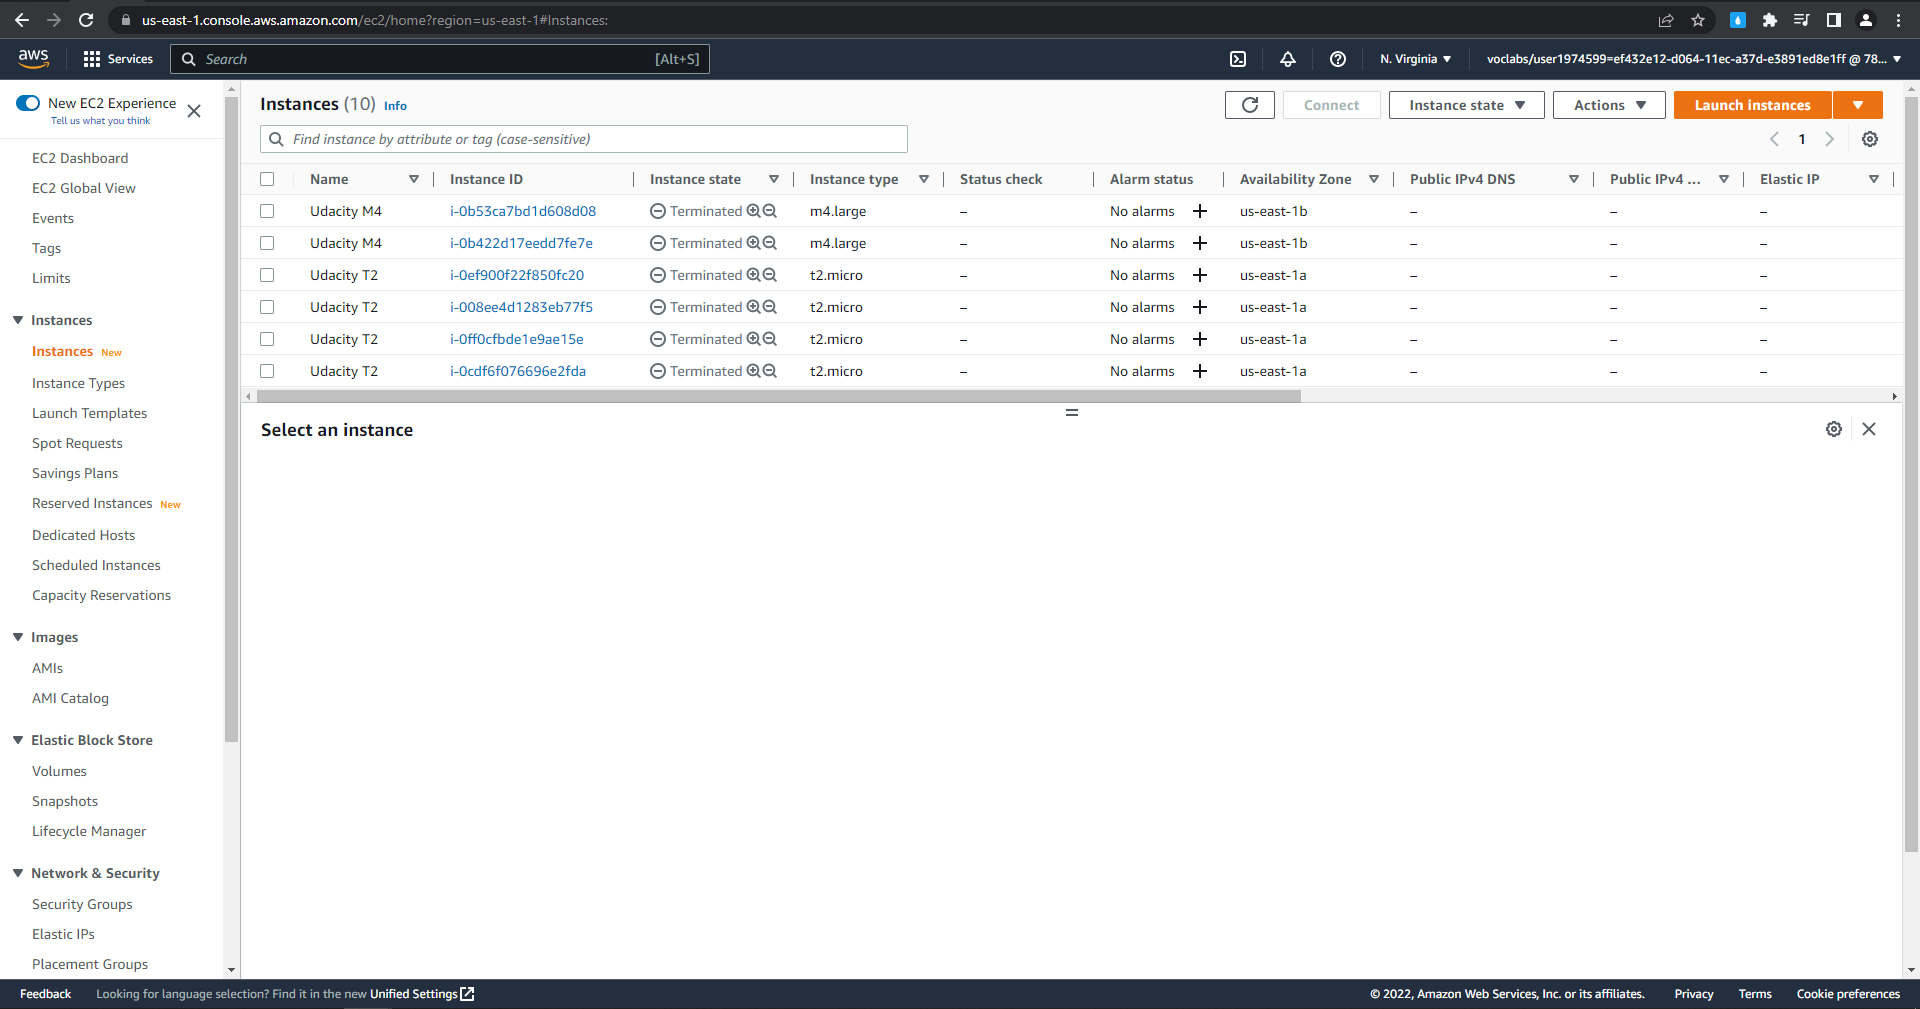 us-east-1.console.aws.amazon.com/ec2/home?region=us-east-1#Instances:
aws Services Search [Alt+S] N. Virginia voclabs/user1974599=ef432e12-d064-11ec-a37d-e3891ed8e1ff @ 78...
New EC2 Experience
Tell us what you think
EC2 Dashboard
EC2 Global View
Events
Tags
Limits
Instances
Instances New
Instance Types
Launch Templates
Spot Requests
Savings Plans
Reserved Instances New
Dedicated Hosts
Scheduled Instances
Capacity Reservations
Images
AMIs
AMI Catalog
Elastic Block Store
Volumes
Snapshots
Lifecycle Manager
Network & Security
Security Groups
Elastic IPs
Placement Groups
Instances (10) Info Connect Instance state Actions Launch instances
Find instance by attribute or tag (case-sensitive) 1
Name Instance ID Instance state Instance type Status check Alarm status Availability Zone Public IPv4 DNS Public IPv4 ... Elastic IP
Udacity M4 i-0b53ca7bd1d608d08 Terminated m4.large – No alarms us-east-1b – – –
Udacity M4 i-0b422d17eedd7fe7e Terminated m4.large – No alarms us-east-1b – – –
Udacity T2 i-0ef900f22f850fc20 Terminated t2.micro – No alarms us-east-1a – – –
Udacity T2 i-008ee4d1283eb77f5 Terminated t2.micro – No alarms us-east-1a – – –
Udacity T2 i-0ff0cfbde1e9ae15e Terminated t2.micro – No alarms us-east-1a – – –
Udacity T2 i-0cdf6f076696e2fda Terminated t2.micro – No alarms us-east-1a – – –
Select an instance
Feedback Looking for language selection? Find it in the new Unified Settings © 2022, Amazon Web Services, Inc. or its affiliates. Privacy Terms Cookie preferences